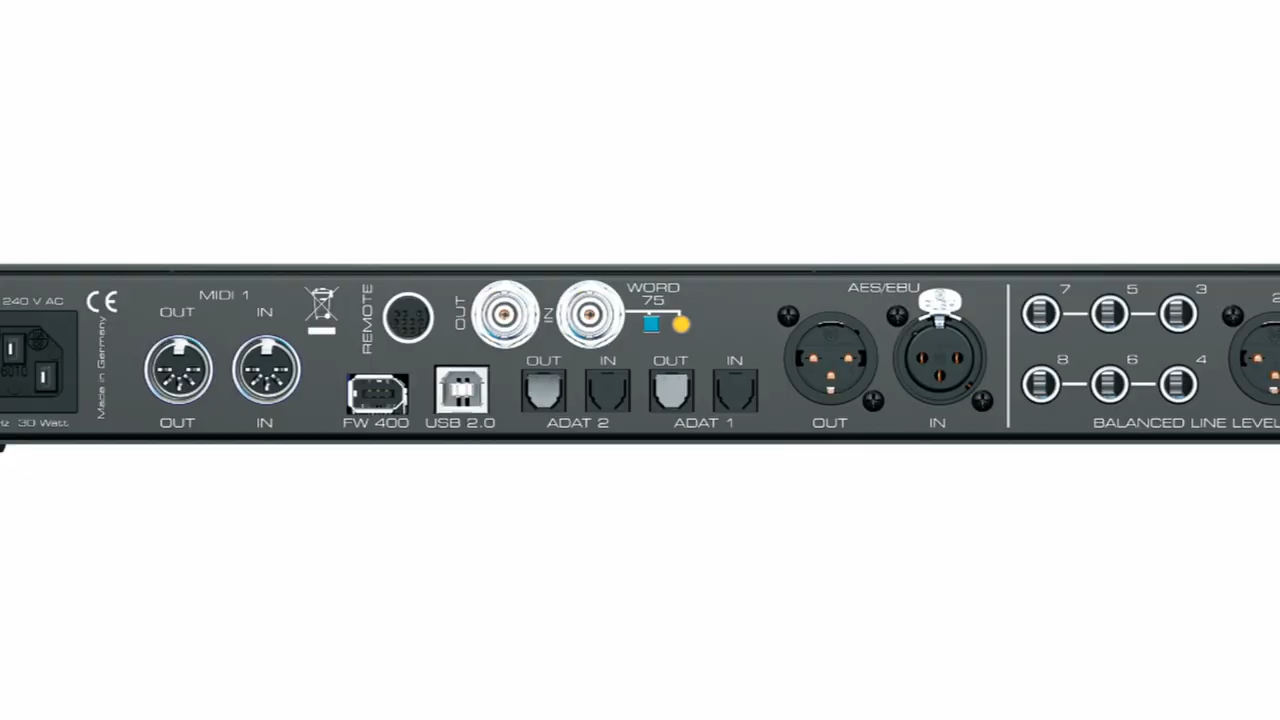 240 V AC
CE
Made in Germany
Hz 30 Watt
MIDI 1
OUT
IN
OUT
IN
REMOTE
FW 400
USB 2.0
OUT
IN
WORD
75
OUT
IN
ADAT 2
OUT
IN
ADAT 1
AES/EBU
OUT
IN
7
5
3
8
6
4
2
BALANCED LINE LEVEL